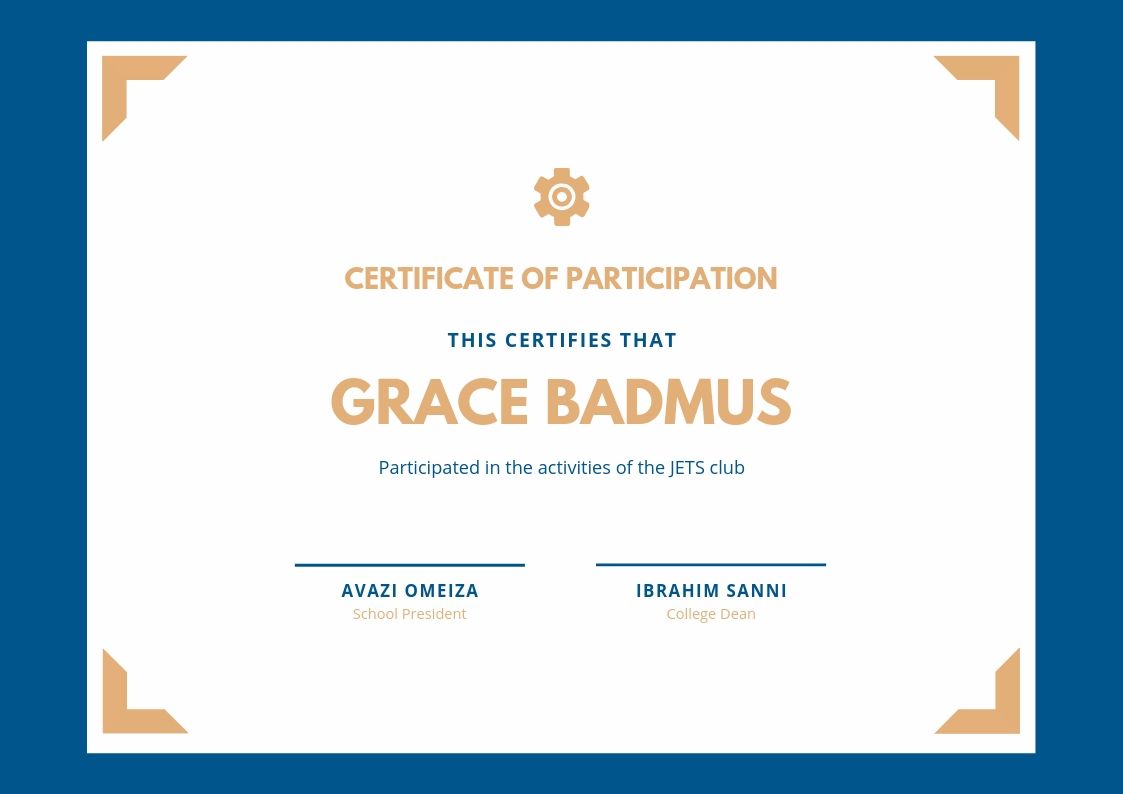 CERTIFICATE OF PARTICIPATION
THIS CERTIFIES THAT
GRACE BADMUS
Participated in the activities of the JETS club
AVAZI OMEIZA
School President
IBRAHIM SANNI
College Dean